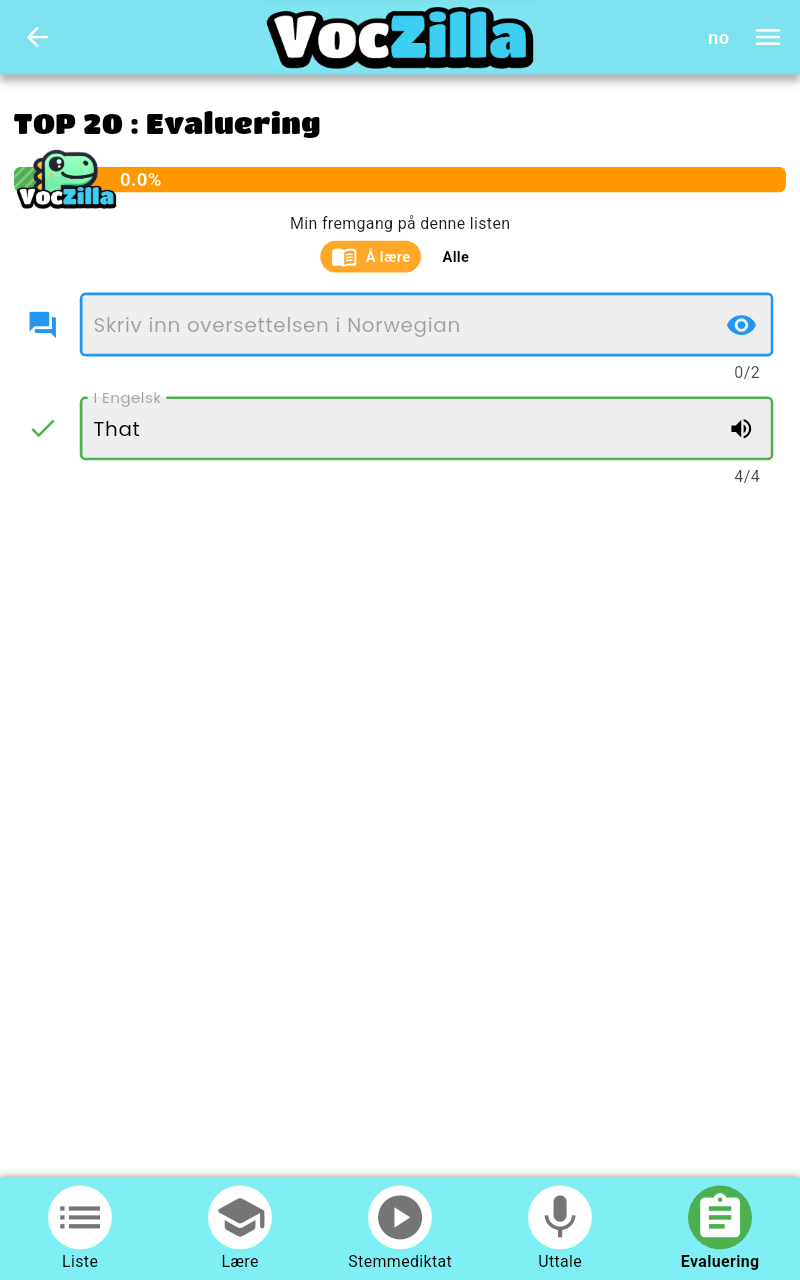 VocZilla
no
TOP 20 : Evaluering
VocZilla
0.0%
Min fremgang på denne listen
Å lære Alle
Skriv inn oversettelsen i Norwegian
0/2
I Engelsk
That
4/4
Liste Lære Stemmediktat Uttale Evaluering